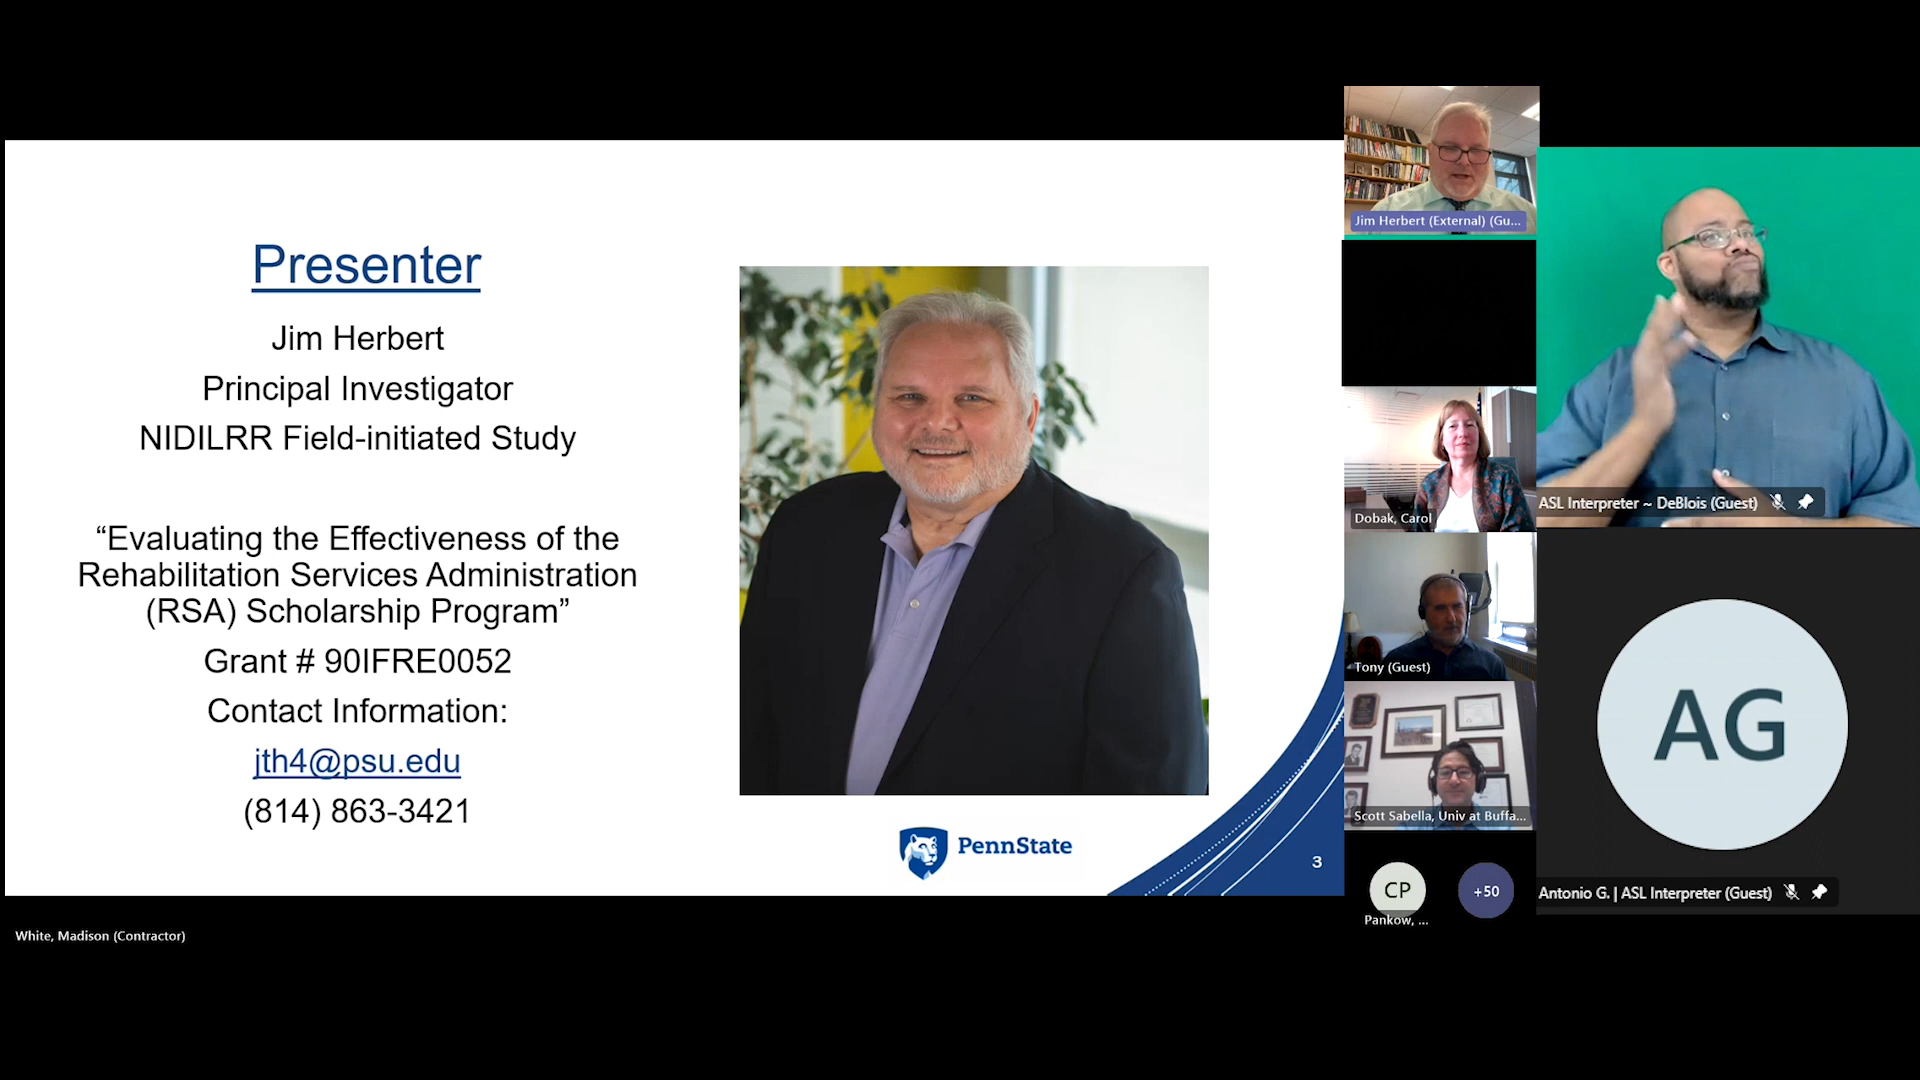 Presenter
Jim Herbert
Principal Investigator
NIDILRR Field-initiated Study
“Evaluating the Effectiveness of the
Rehabilitation Services Administration
(RSA) Scholarship Program”
Grant # 90IFRE0052
Contact Information:
jth4@psu.edu
(814) 863-3421
PennState
3
White, Madison (Contractor)
Jim Herbert (External) (Gu...
Dobak, Carol
Tony (Guest)
Scott Sabella, Univ at Buffa...
CP
Pankow, ...
+50
ASL Interpreter ~ DeBlois (Guest)
AG
Antonio G. | ASL Interpreter (Guest)